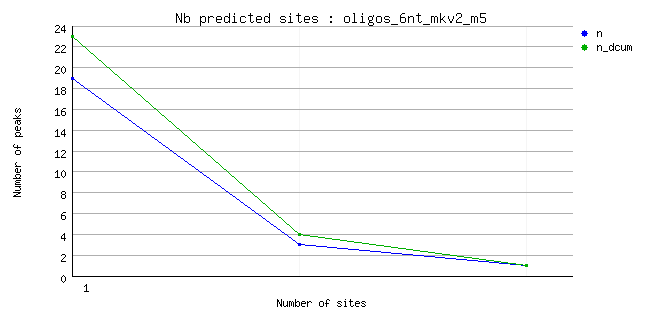 Nb predicted sites : oligos_6nt_mkv2_m5
n
n_dcum
24
22
20
18
16
14
12
10
8
6
4
2
0
Number of peaks
1
Number of sites